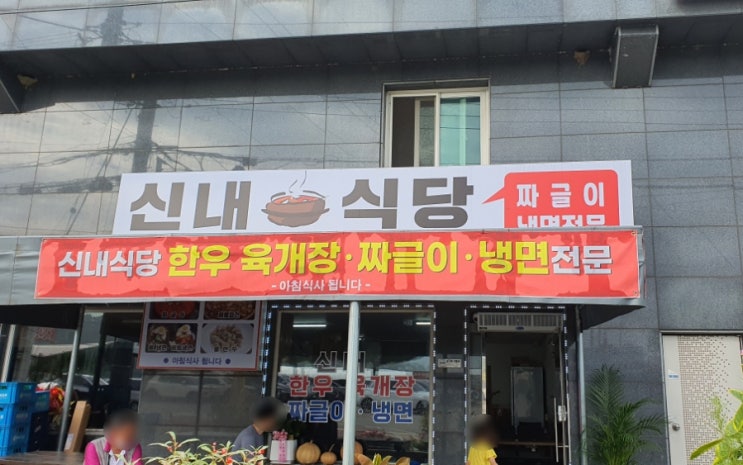 신내 식당
짜글이
냉면전문
신내식당 한우 육개장·짜글이·냉면전문
- 아침식사 됩니다 -
• 아침식사 됩니다 •
신내
한우 육개장
짜글이·냉면